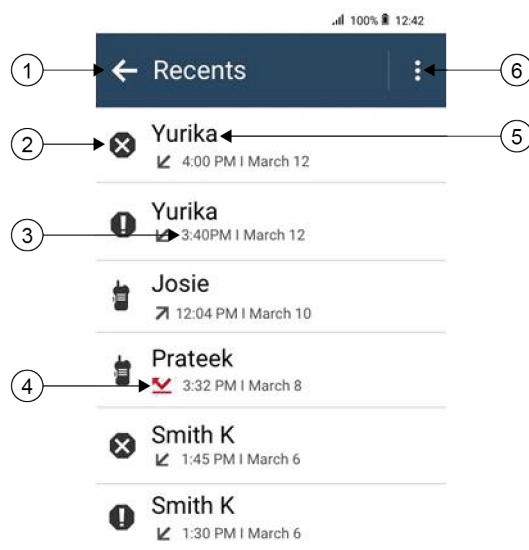 100% 12:42
1 Recents 6
Yurika 5
2
4:00 PM I March 12
Yurika
3 3:40PM I March 12
Josie
12:04 PM I March 10
Prateek
4 3:32 PM I March 8
Smith K
1:45 PM I March 6
Smith K
1:30 PM I March 6